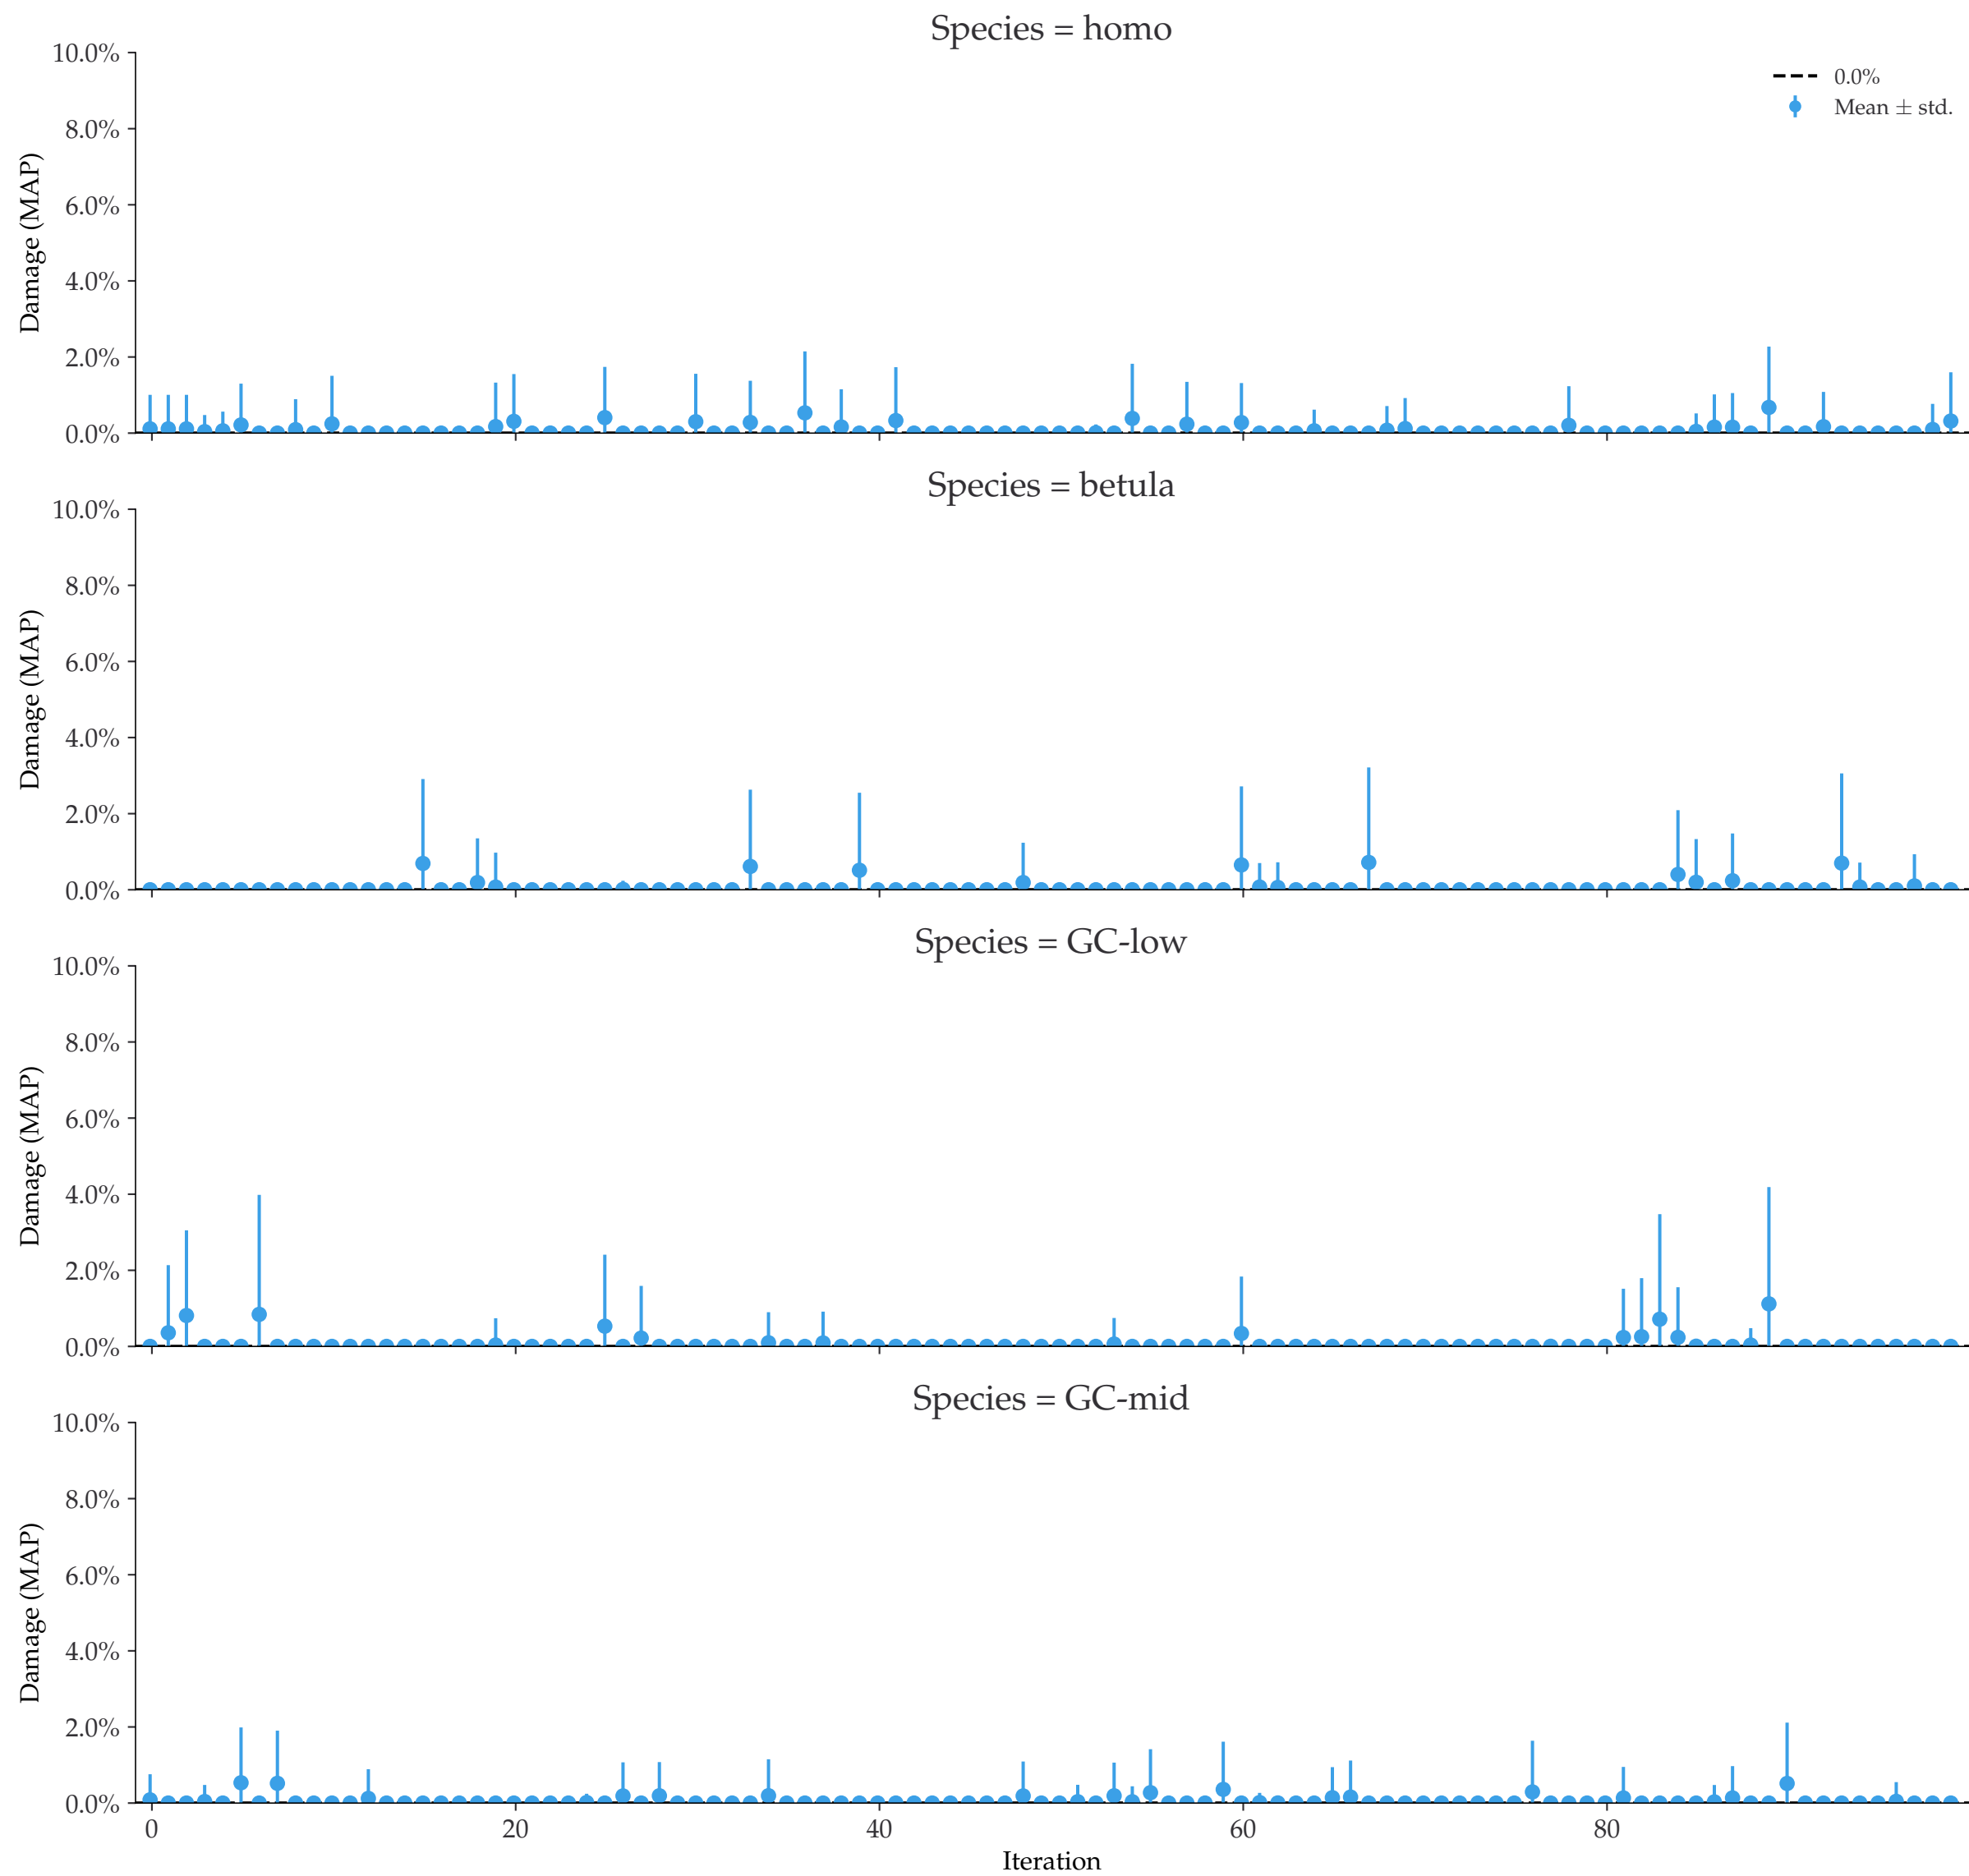 Species = homo
10.0%
8.0%
6.0%
4.0%
2.0%
0.0%
Damage (MAP)
0.0%
Mean ± std.
Species = betula
10.0%
8.0%
6.0%
4.0%
2.0%
0.0%
Damage (MAP)
Species = GC-low
10.0%
8.0%
6.0%
4.0%
2.0%
0.0%
Damage (MAP)
Species = GC-mid
10.0%
8.0%
6.0%
4.0%
2.0%
0.0%
Damage (MAP)
0 20 40 60 80
Iteration